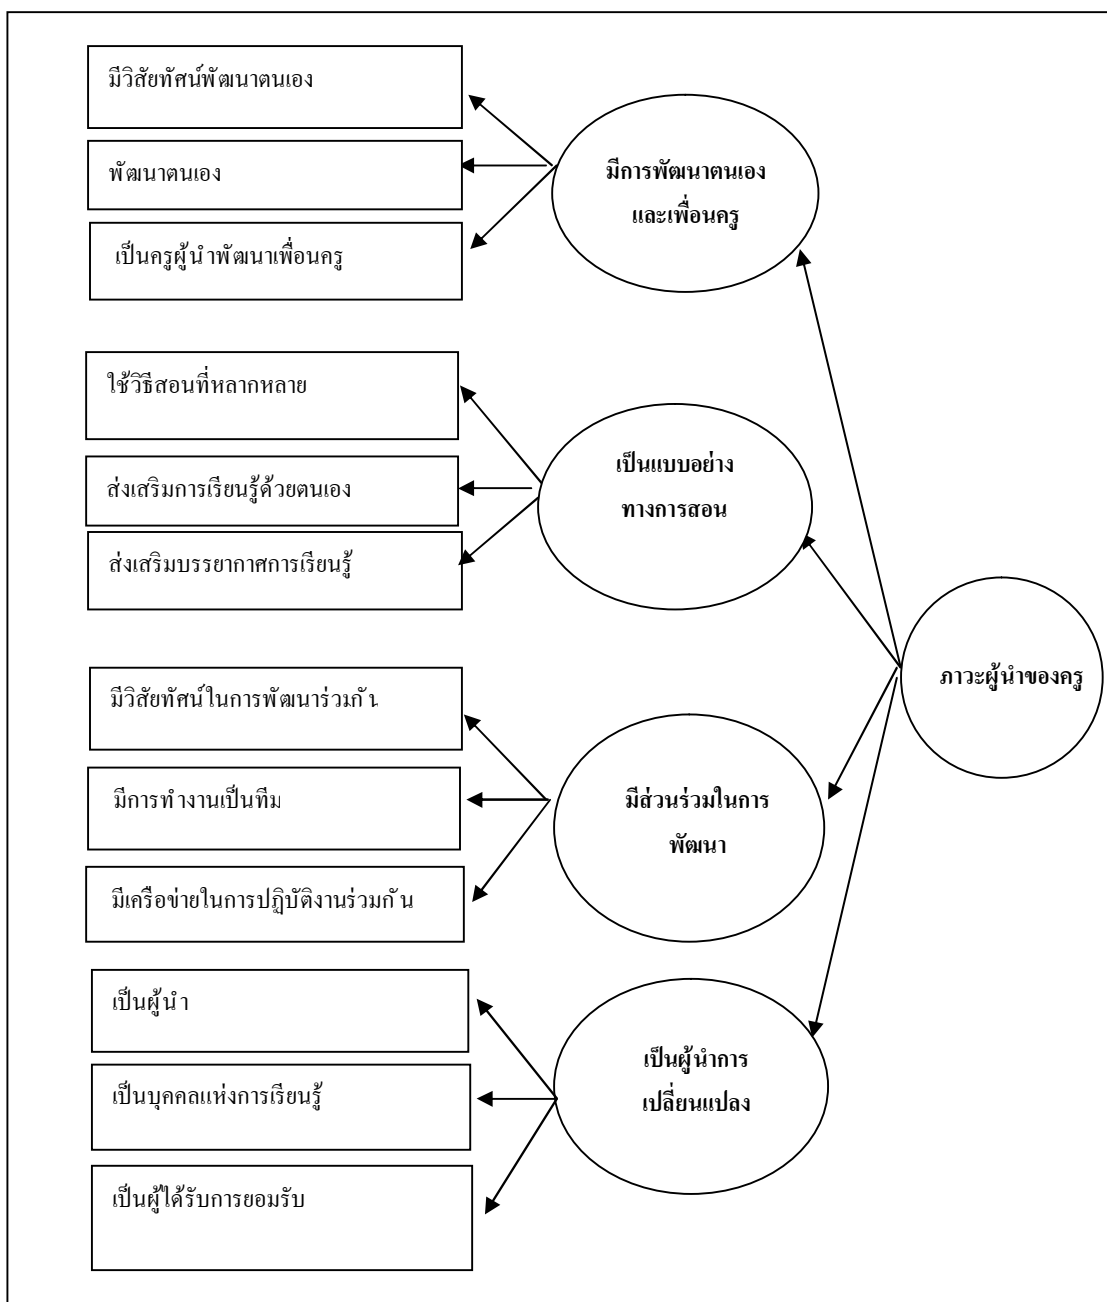 มีวิสัยทัศน์พัฒนาตนเอง
พัฒนาตนเอง
เป็นครูผู้นำพัฒนาเพื่อนครู
มีการพัฒนาตนเอง
และเพื่อนครู
ใช้วิธีสอนที่หลากหลาย
ส่งเสริมการเรียนรู้ด้วยตนเอง
ส่งเสริมบรรยากาศการเรียนรู้
เป็นแบบอย่าง
ทางการสอน
มีวิสัยทัศน์ในการพัฒนาร่วมกัน
มีการทำงานเป็นทีม
มีเครือข่ายในการปฏิบัติงานร่วมกัน
มีส่วนร่วมในการ
พัฒนา
เป็นผู้นำ
เป็นบุคคลแห่งการเรียนรู้
เป็นผู้ได้รับการยอมรับ
เป็นผู้นำการ
เปลี่ยนแปลง
ภาวะผู้นำของครู